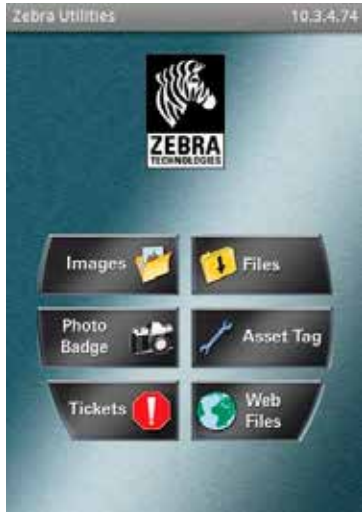 Zebra Utilities 10.3.4.74
ZEBRA
TECHNOLOGIES
Images Files
Photo
Badge
Asset Tag
Tickets
Web
Files